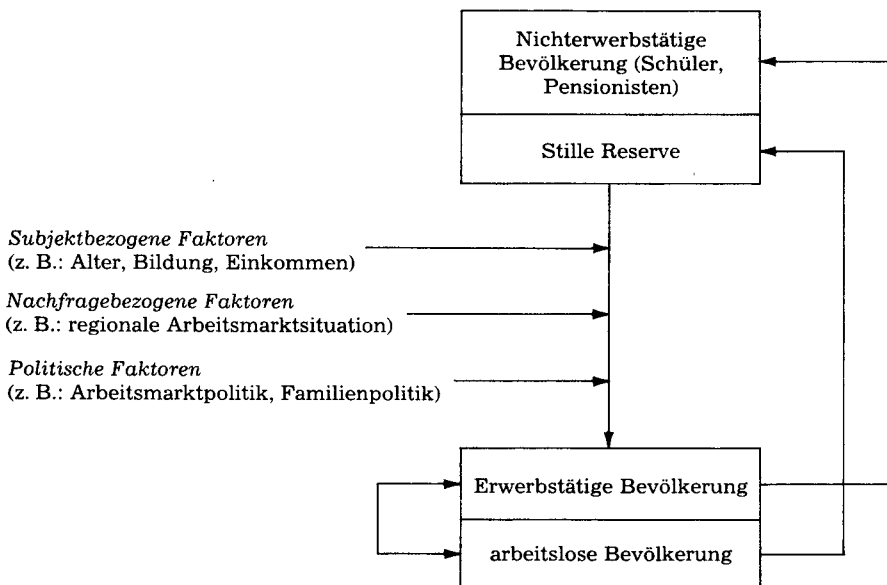 Nichterwerbstätige
Bevölkerung (Schüler,
Pensionisten)
Stille Reserve
Subjektbezogene Faktoren
(z. B.: Alter, Bildung, Einkommen)
Nachfragebezogene Faktoren
(z. B.: regionale Arbeitsmarktsituation)
Politische Faktoren
(z. B.: Arbeitsmarktpolitik, Familienpolitik)
Erwerbstätige Bevölkerung
arbeitslose Bevölkerung